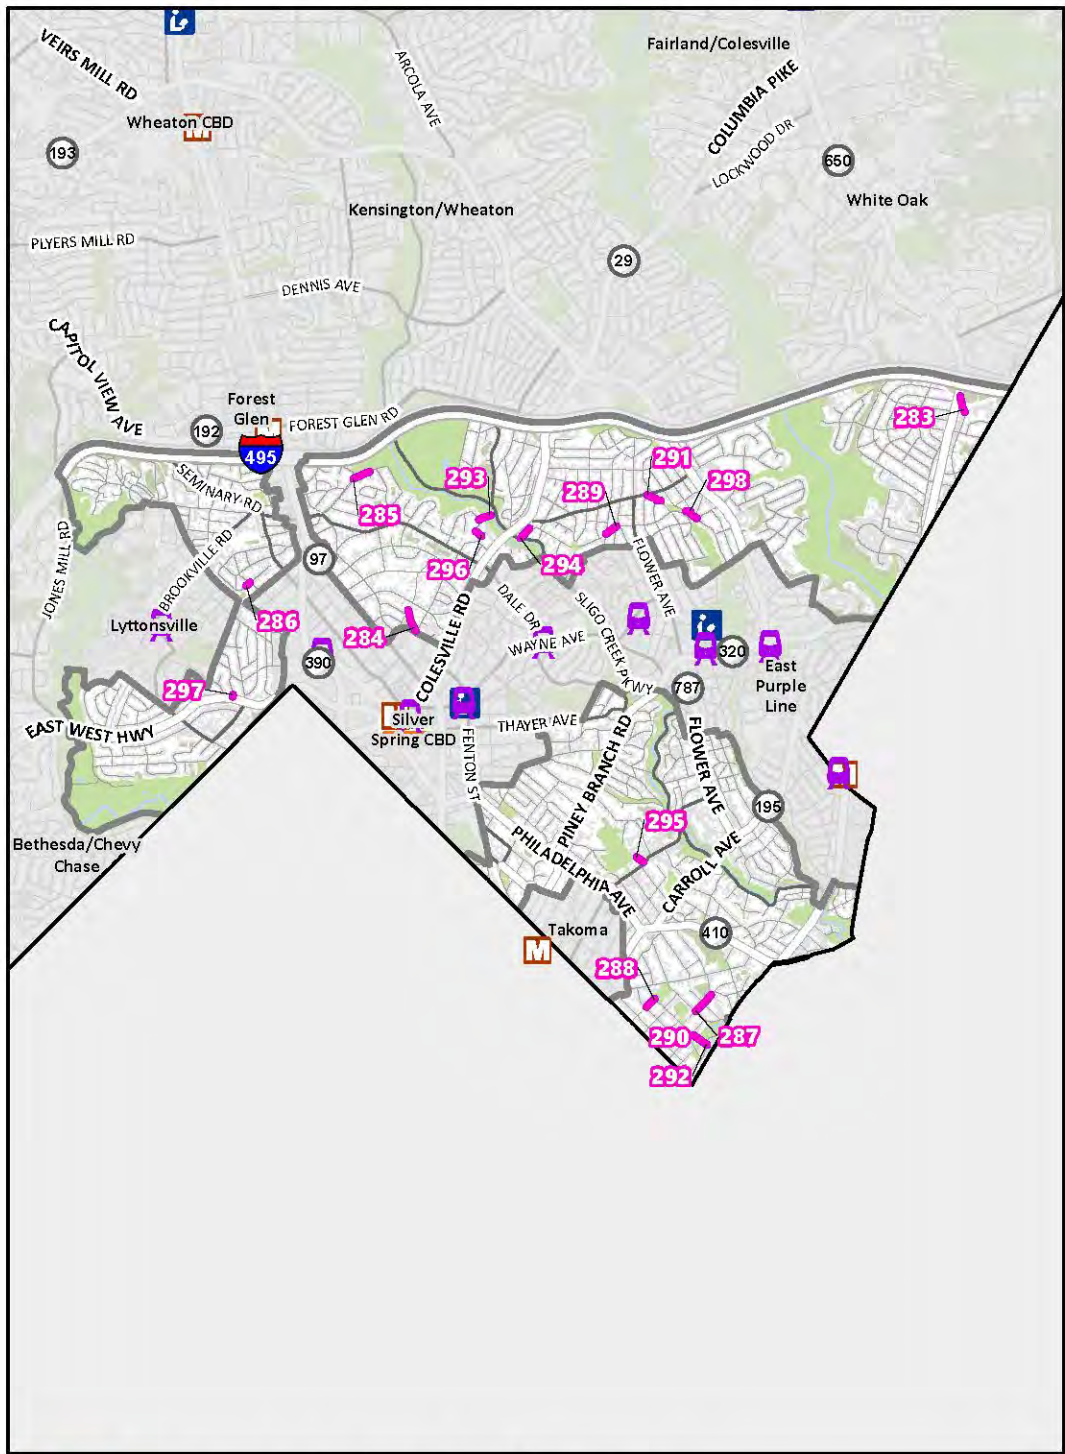 Fairland/Colesville
VEIRS MILL RD
ARCOLA AVE
COLUMBIA PIKE
Wheaton CBD
M
LOCKWOOD DR
193
650
White Oak
Kensington/Wheaton
PLYERS MILL RD
29
DENNIS AVE
CAPITOL VIEW AVE
Forest
Glen
FOREST GLEN RD
192
495
283
SEMINARY RD
293
291
298
285
289
JONES MILL RD
BROOKVILLE RD
97
296
294
FLOWER AVE
286
DALE DR
SLIGO CREEK PKWY
Lyttonsville
284
COLESVILLE RD
WAYNE AVE
320
390
East
Purple
Line
297
787
EAST WEST HWY
Silver
Spring CBD
THAYER AVE
FENTON ST
PINEY BRANCH RD
FLOWER AVE
195
295
Bethesda/Chevy
Chase
PHILADELPHIA AVE
CARROLL AVE
Takoma
M
410
288
290
287
292